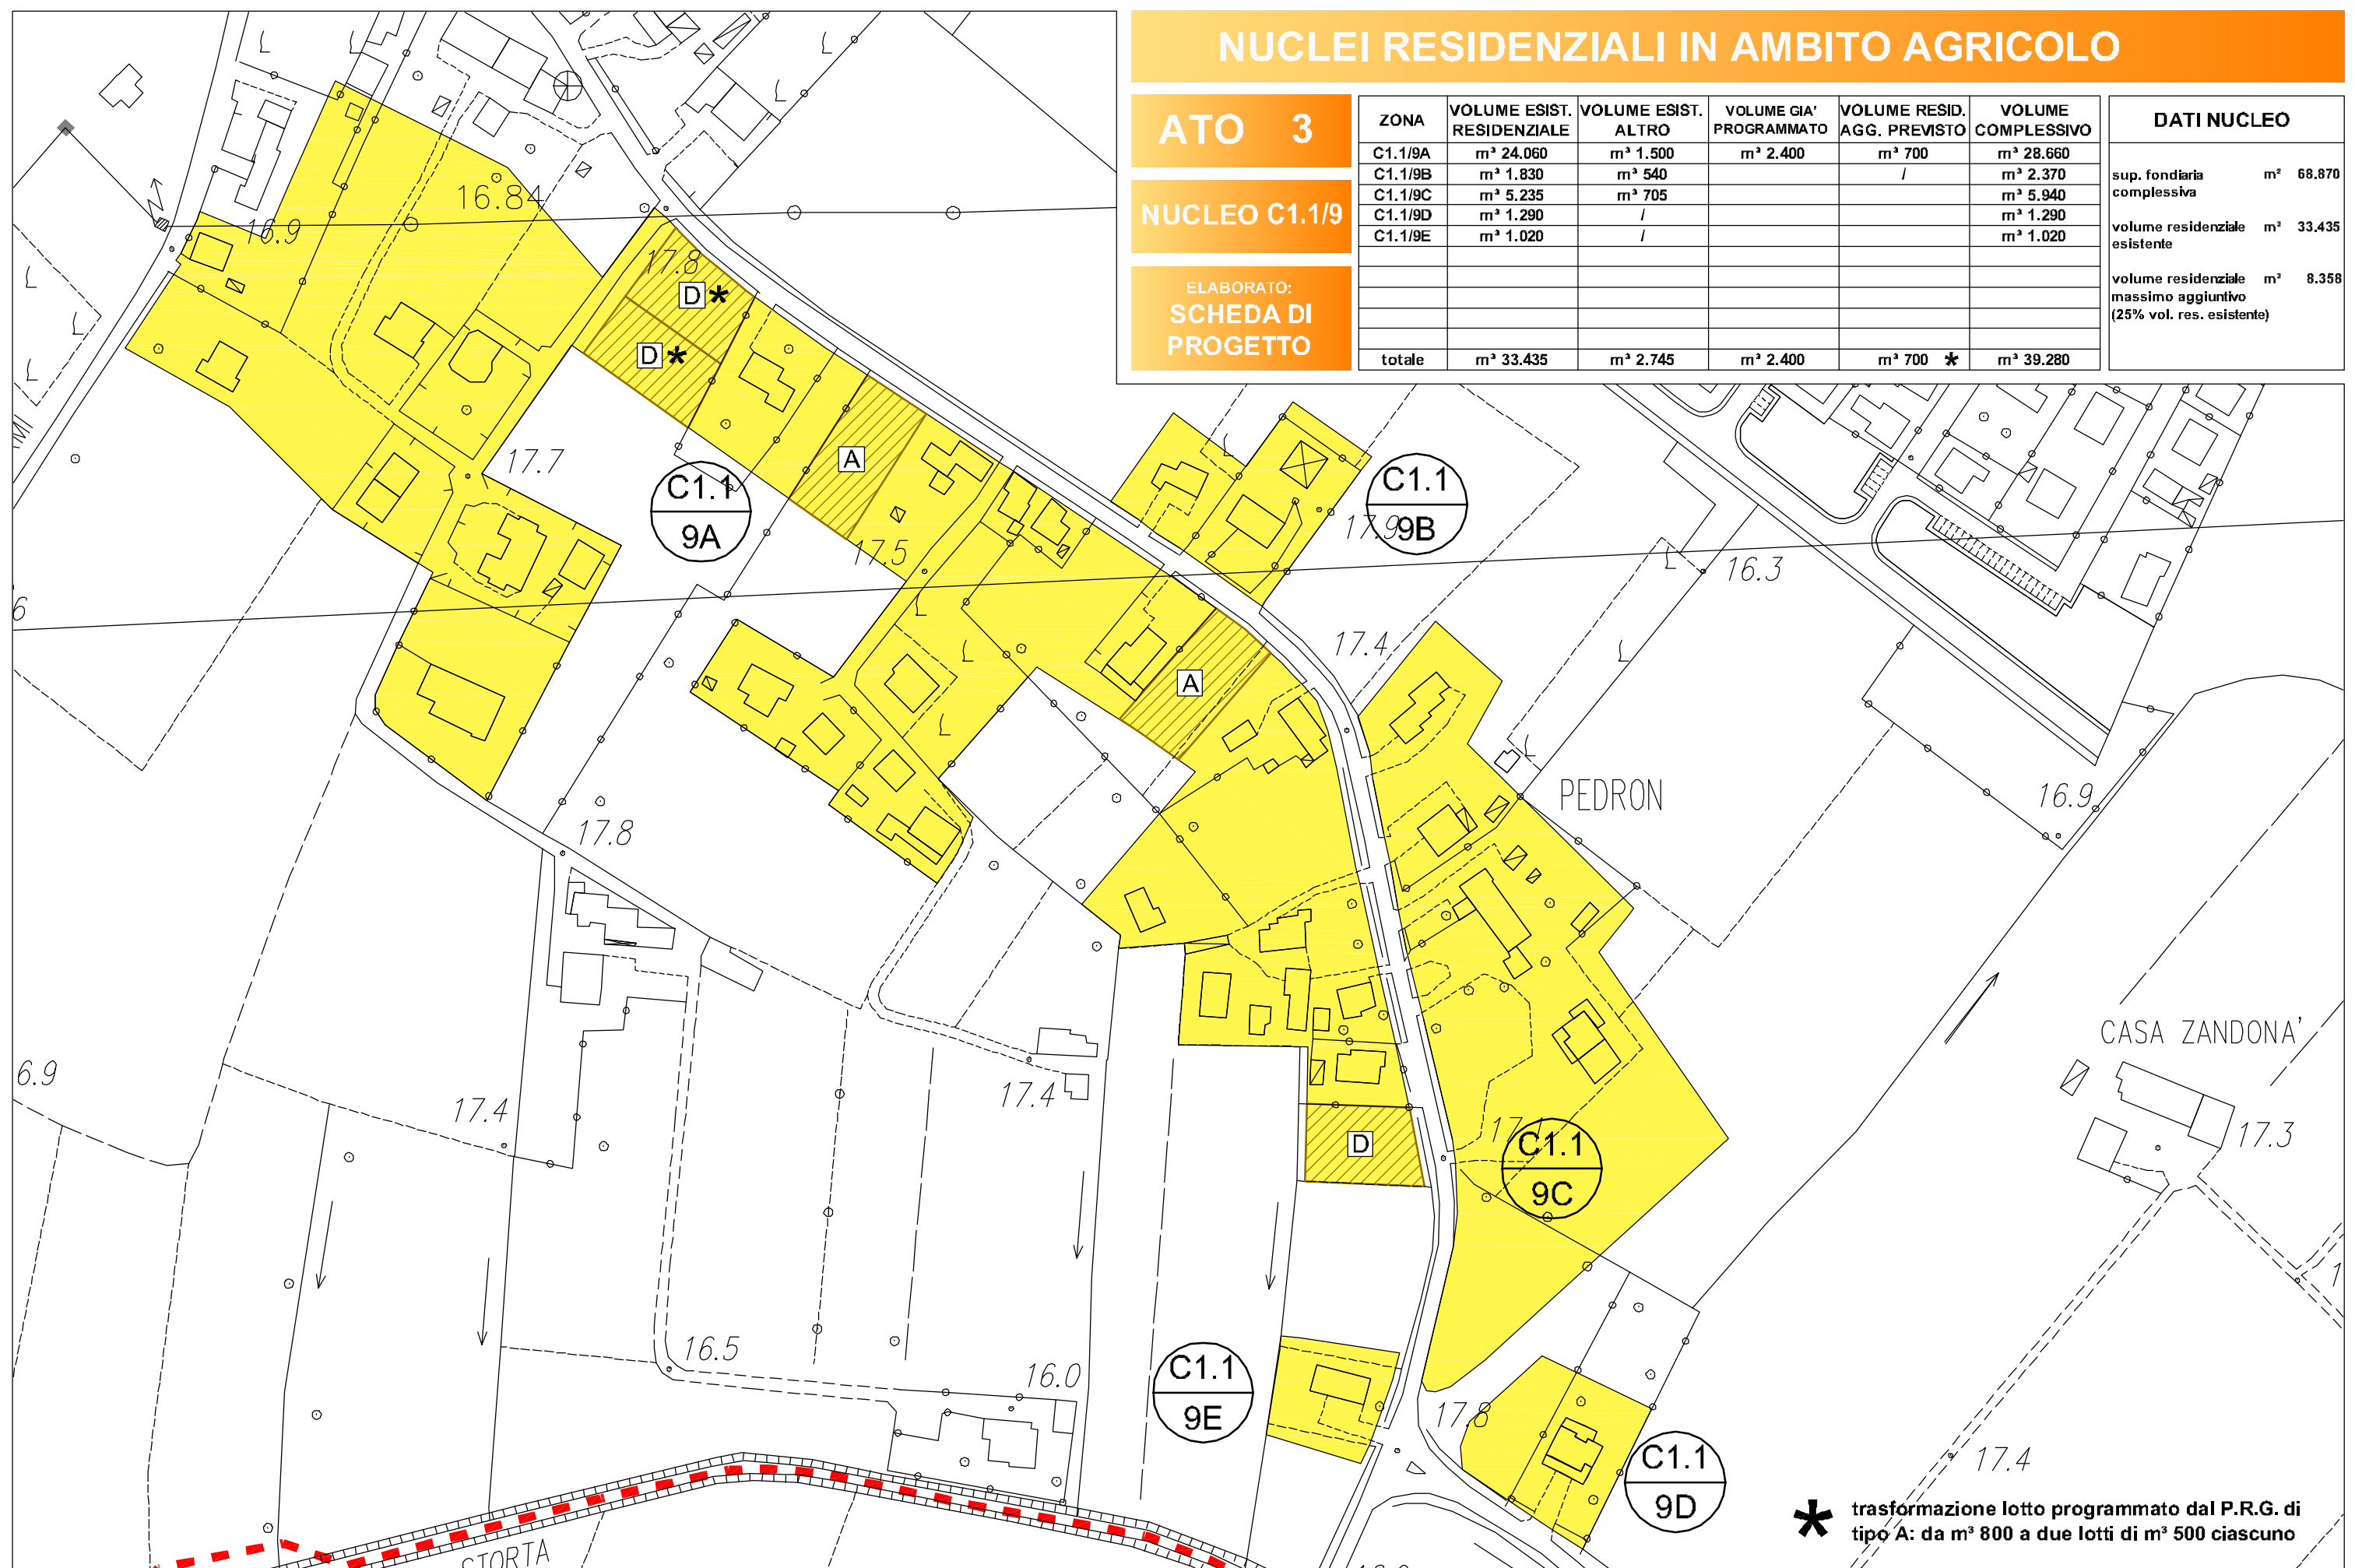 NUCLEI RESIDENZIALI IN AMBITO AGRICOLO
ATO 3
NUCLEO C1.1/9
ELABORATO:
SCHEDA DI
PROGETTO
ZONA VOLUME ESIST. RESIDENZIALE VOLUME ESIST. ALTRO VOLUME GIA' PROGRAMMATO VOLUME RESID. AGG. PREVISTO VOLUME COMPLESSIVO
C1.1/9A m³ 24.060 m³ 1.500 m³ 2.400 m³ 700 m³ 28.660
C1.1/9B m³ 1.830 m³ 540 / m³ 2.370
C1.1/9C m³ 5.235 m³ 705 m³ 5.940
C1.1/9D m³ 1.290 / m³ 1.290
C1.1/9E m³ 1.020 / m³ 1.020
totale m³ 33.435 m³ 2.745 m³ 2.400 m³ 700 * m³ 39.280
DATI NUCLEO
sup. fondiaria m² 68.870
complessiva
volume residenziale m³ 33.435
esistente
volume residenziale m³ 8.358
massimo aggiuntivo
(25% vol. res. esistente)
16.84
16.9
17.8
D *
D *
17.7
A
C1.1
9A
17.5
C1.1
9B
17.9
16.3
6
17.4
A
PEDRON
16.9
17.8
CASA ZANDONA'
6.9
17.4
17.4
17.3
D
17.1
C1.1
9C
16.5
16.0
C1.1
9E
17.8
C1.1
9D
17.4
STORTA
* trasformazione lotto programmato dal P.R.G. di
tipo A: da m³ 800 a due lotti di m³ 500 ciascuno